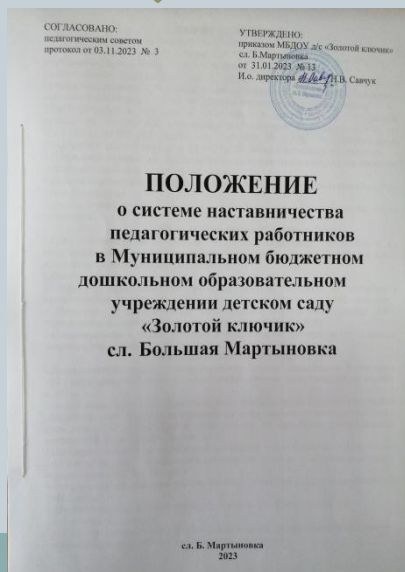 СОГЛАСОВАНО:
педагогическим советом
протокол от 03.11.2023 № 3
УТВЕРЖДЕНО:
приказом МБДОУ д/с «Золотой ключик»
сл. Б.Мартыновка
от 31.01.2023 № 13
И.о. директора Н.В. Савчук
ПОЛОЖЕНИЕ
о системе наставничества
педагогических работников
в Муниципальном бюджетном
дошкольном образовательном
учреждении детском саду
«Золотой ключик»
сл. Большая Мартыновка
сл. Б. Мартыновка
2023